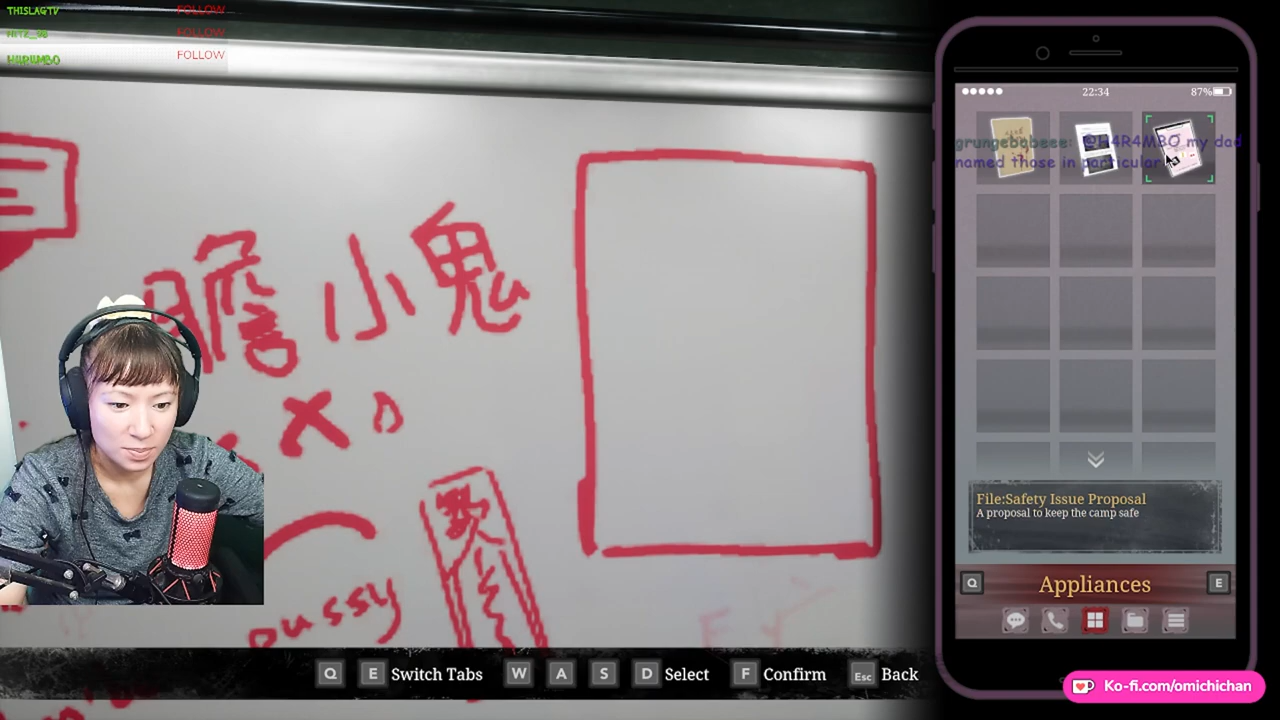 THISLAGTV FOLLOW
FOLLOW
FOLLOW
22:34
87%
grungebabeee: @H4R4MBO my dad
named those in particular
膽小鬼
pussy
File:Safety Issue Proposal
A proposal to keep the camp safe
Q Appliances E
Q E Switch Tabs W A S D Select F Confirm Esc Back
Ko-fi.com/omichichan